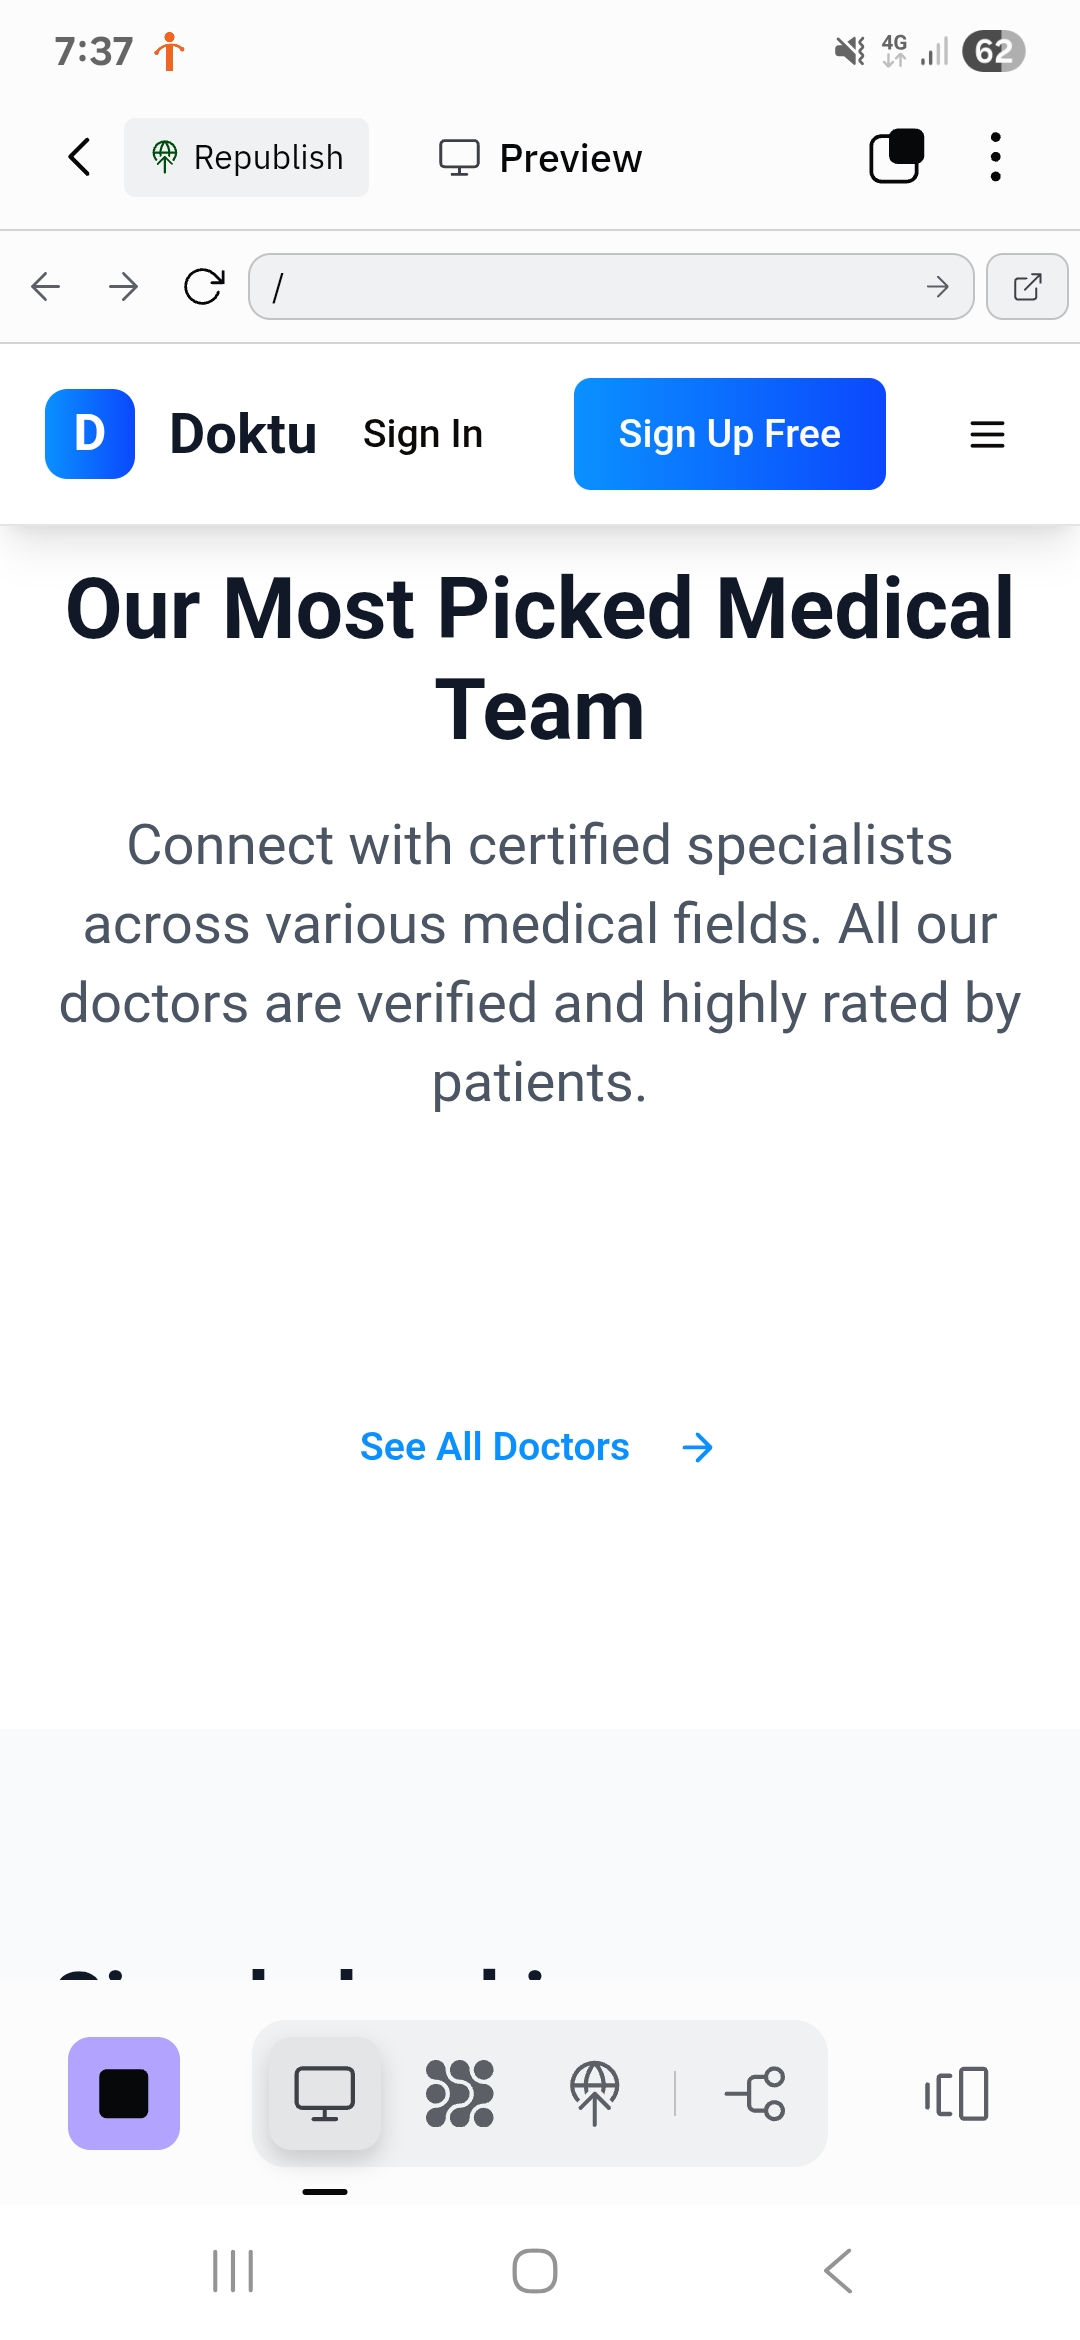 7:37
4G
62
Republish
Preview
/
D
Doktu
Sign In
Sign Up Free
Our Most Picked Medical
Team
Connect with certified specialists
across various medical fields. All our
doctors are verified and highly rated by
patients.
See All Doctors